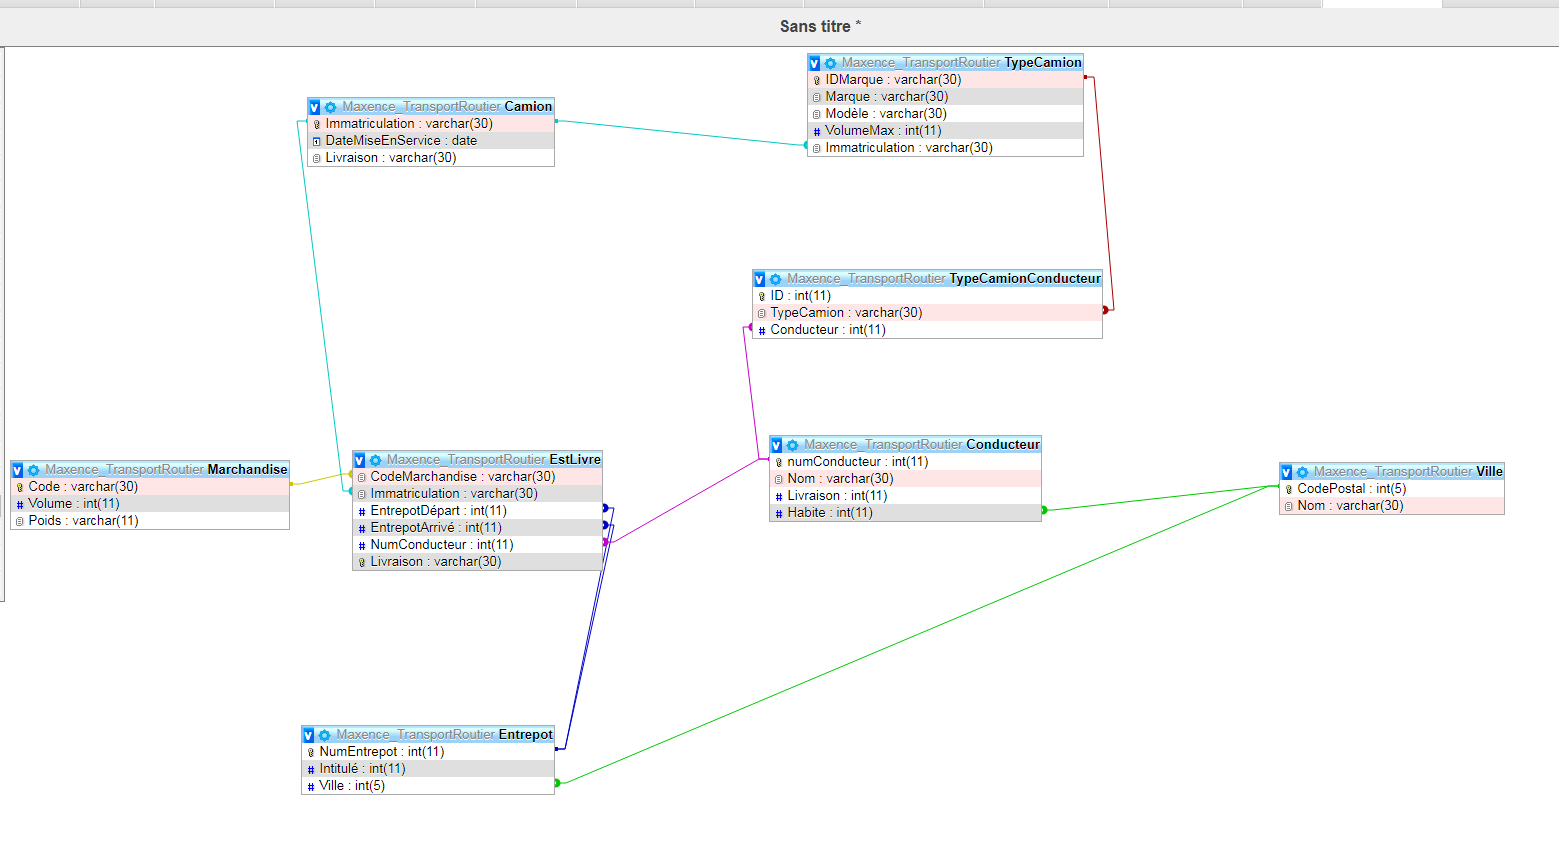 Sans titre *
Maxence_TransportRoutier TypeCamion
IDMarque : varchar(30)
Marque : varchar(30)
Modèle : varchar(30)
VolumeMax : int(11)
Immatriculation : varchar(30)
Maxence_TransportRoutier Camion
Immatriculation : varchar(30)
DateMiseEnService : date
Livraison : varchar(30)
Maxence_TransportRoutier TypeCamionConducteur
ID : int(11)
TypeCamion : varchar(30)
Conducteur : int(11)
Maxence_TransportRoutier Marchandise
Code : varchar(30)
Volume : int(11)
Poids : varchar(11)
Maxence_TransportRoutier EstLivre
CodeMarchandise : varchar(30)
Immatriculation : varchar(30)
EntrepotDépart : int(11)
EntrepotArrivé : int(11)
NumConducteur : int(11)
Livraison : varchar(30)
Maxence_TransportRoutier Conducteur
numConducteur : int(11)
Nom : varchar(30)
Livraison : int(11)
Habite : int(11)
Maxence_TransportRoutier Ville
CodePostal : int(5)
Nom : varchar(30)
Maxence_TransportRoutier Entrepot
NumEntrepot : int(11)
Intitulé : int(11)
Ville : int(5)